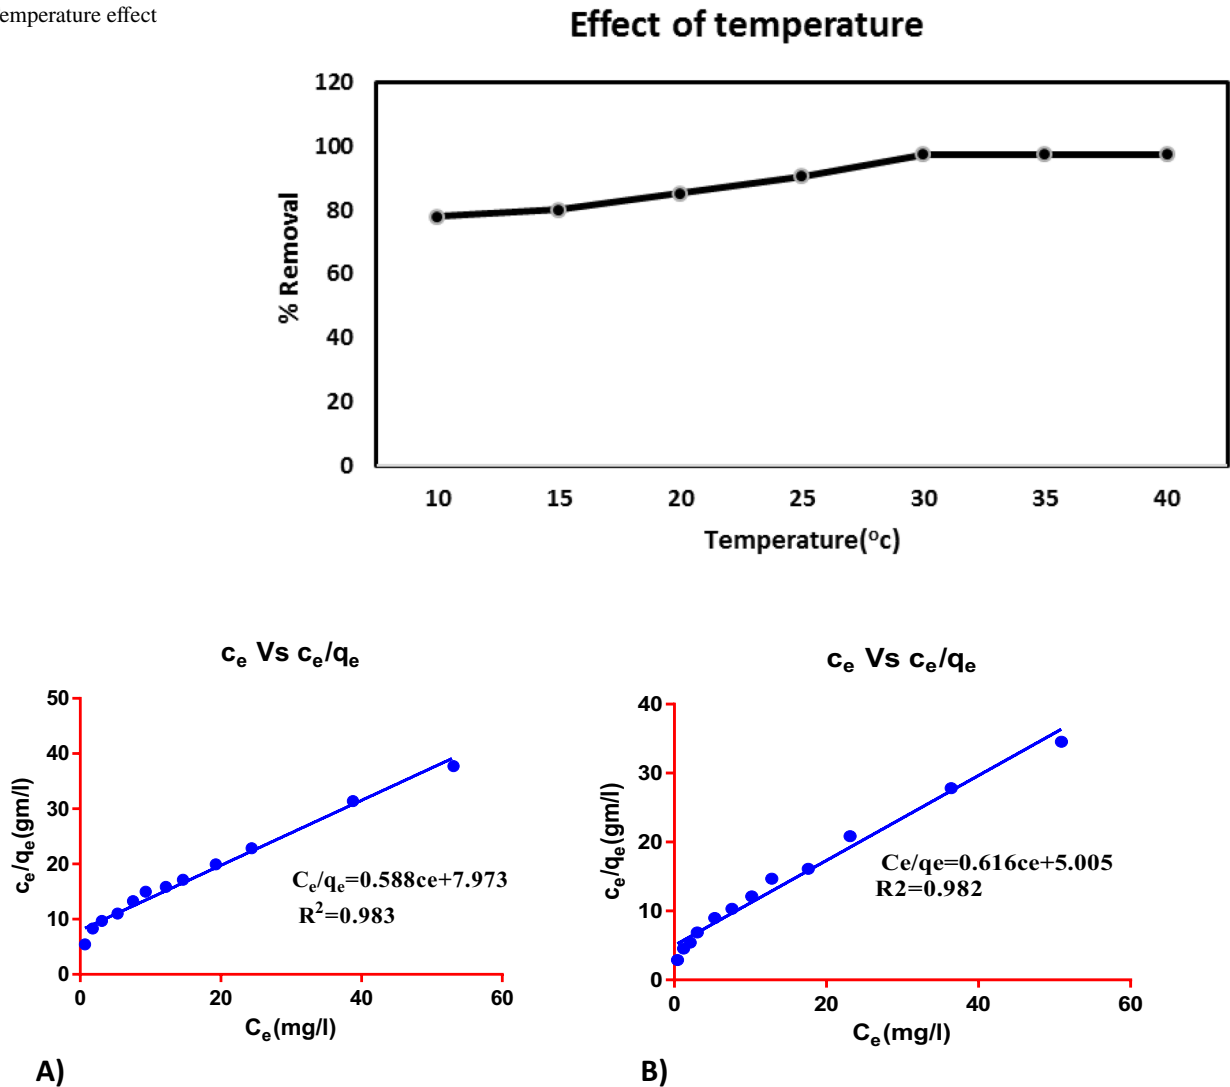 emperature effect
Effect of temperature
120
100
80
60
40
20
0
% Removal
10 15 20 25 30 35 40
Temperature(°c)
cₑ Vs cₑ/qₑ
50
40
30
20
10
0
cₑ/qₑ(gm/l)
Cₑ/qₑ=0.588ce+7.973
R²=0.983
0 20 40 60
Cₑ(mg/l)
A)
cₑ Vs cₑ/qₑ
40
30
20
10
0
cₑ/qₑ(gm/l)
Ce/qe=0.616ce+5.005
R2=0.982
0 20 40 60
Cₑ(mg/l)
B)